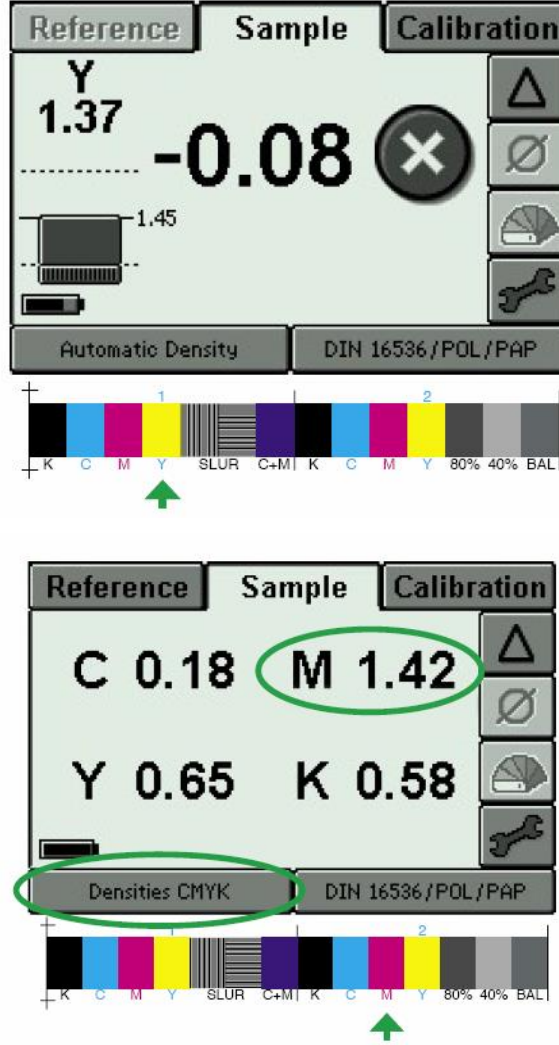 Reference Sample Calibration
Y
1.37
-0.08
1.45
Automatic Density DIN 16536/POL/PAP
1 2
K C M Y SLUR C+M K C M Y 80% 40% BAL
Reference Sample Calibration
C 0.18 M 1.42
Y 0.65 K 0.58
Densities CMYK DIN 16536/POL/PAP
1 2
K C M Y SLUR C+M K C M Y 80% 40% BAL